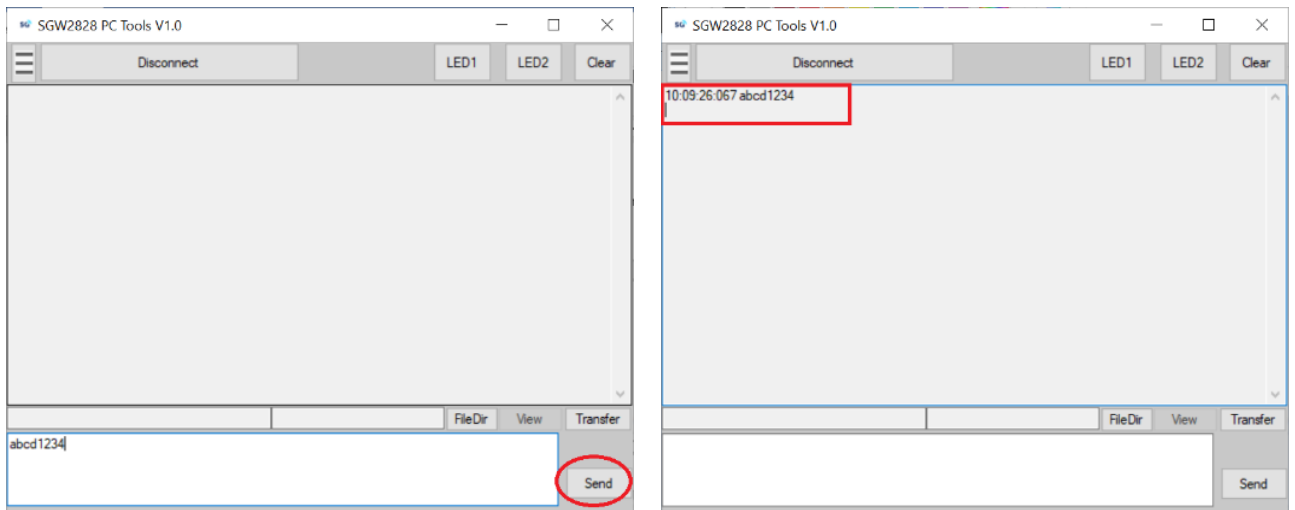 SGW2828 PC Tools V1.0
Disconnect LED1 LED2 Clear
FileDir View Transfer
abcd1234
Send
SGW2828 PC Tools V1.0
Disconnect LED1 LED2 Clear
10:09:26:067 abcd1234
FileDir View Transfer
Send